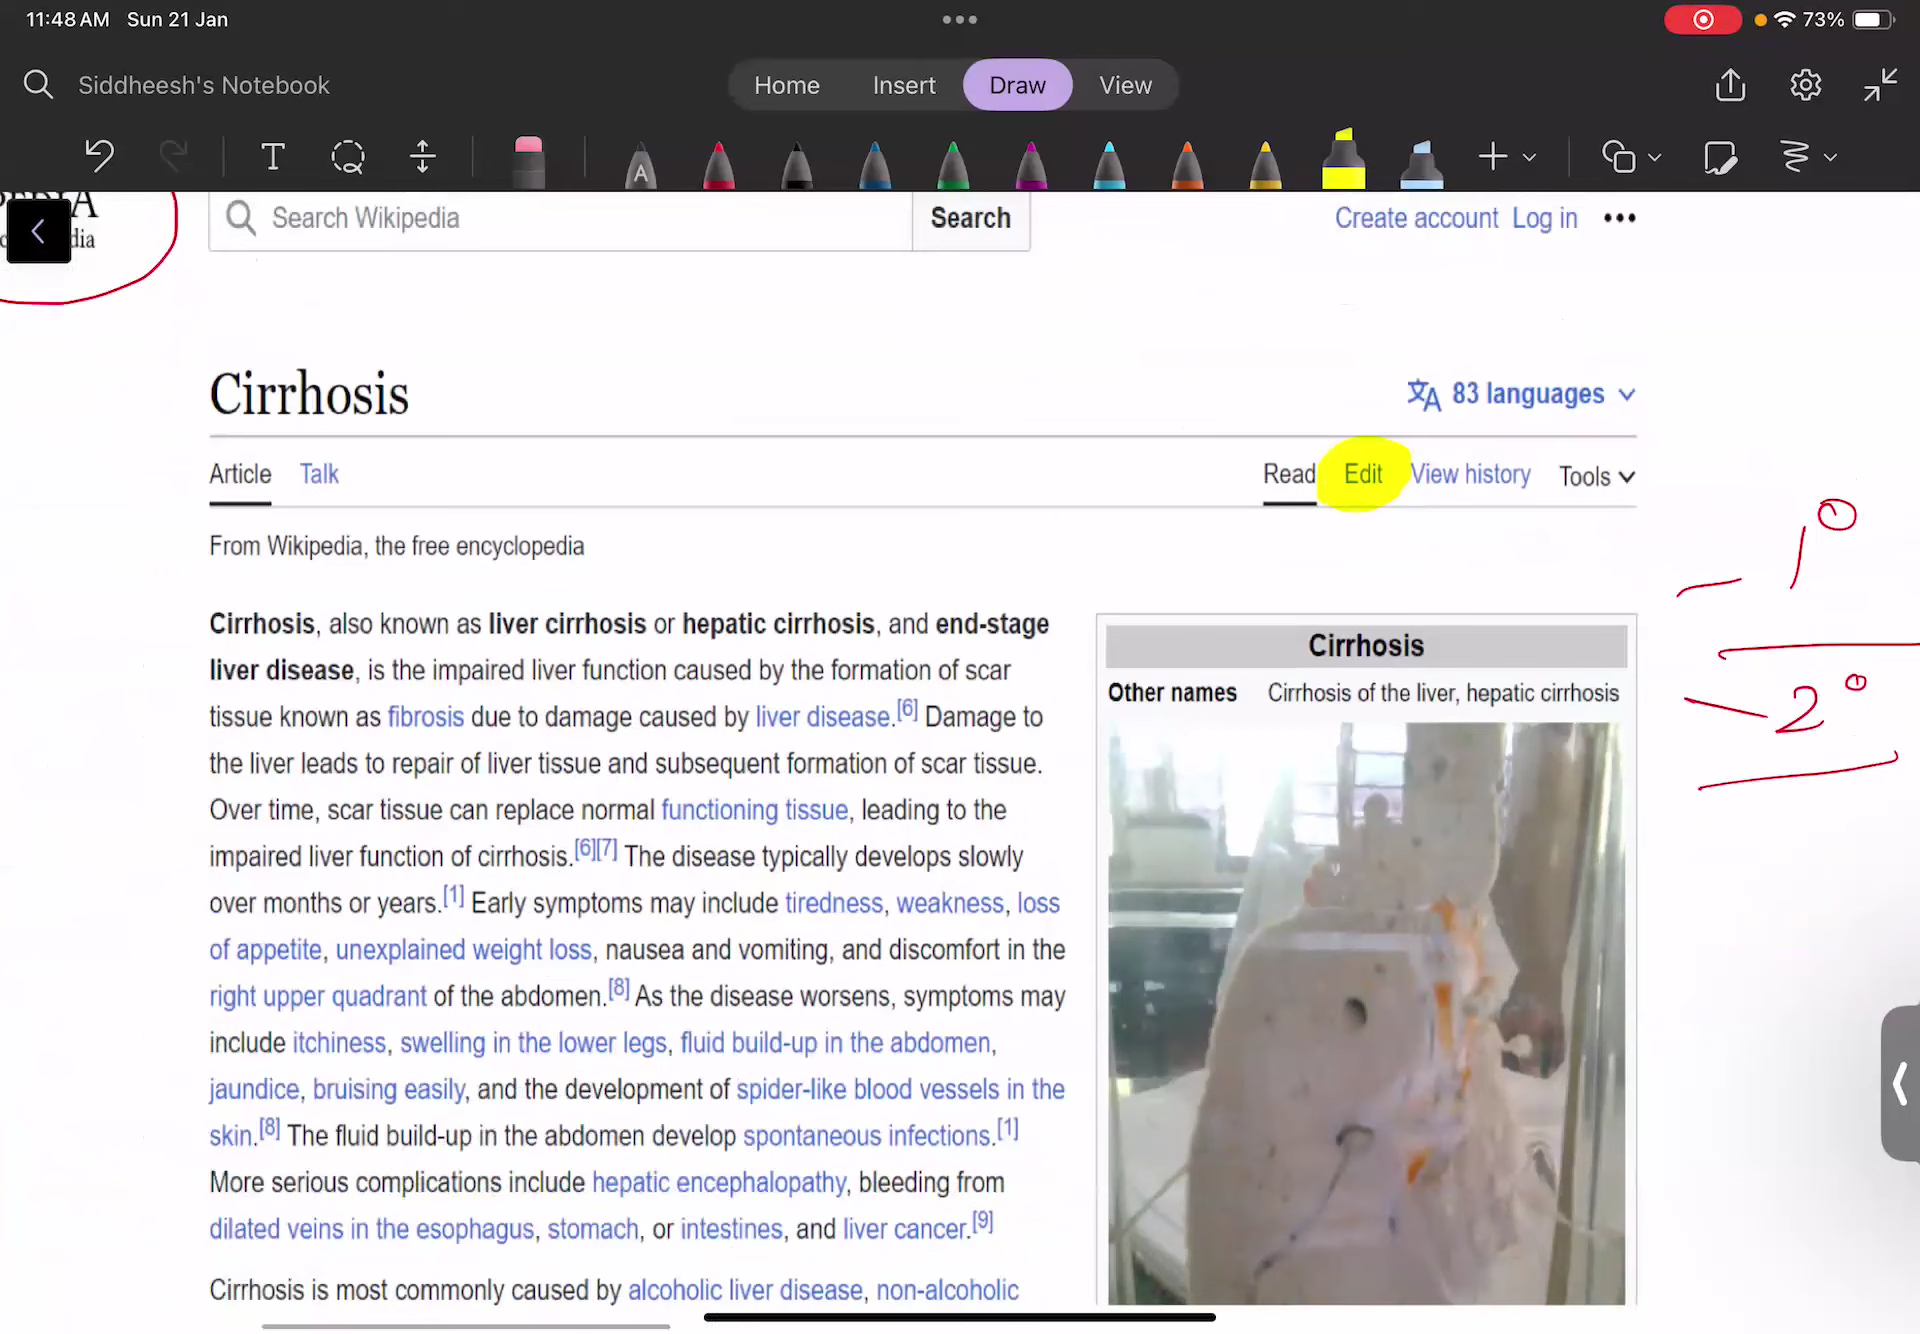 11:48 AM Sun 21 Jan
73%
Siddheesh's Notebook
Home Insert Draw View
T
A
dia
Search Wikipedia Search Create account Log in
Cirrhosis
83 languages
Article Talk Read Edit View history Tools
From Wikipedia, the free encyclopedia
1°
2°
Cirrhosis, also known as liver cirrhosis or hepatic cirrhosis, and end-stage
liver disease, is the impaired liver function caused by the formation of scar
tissue known as fibrosis due to damage caused by liver disease.[6] Damage to
the liver leads to repair of liver tissue and subsequent formation of scar tissue.
Over time, scar tissue can replace normal functioning tissue, leading to the
impaired liver function of cirrhosis.[6][7] The disease typically develops slowly
over months or years.[1] Early symptoms may include tiredness, weakness, loss
of appetite, unexplained weight loss, nausea and vomiting, and discomfort in the
right upper quadrant of the abdomen.[8] As the disease worsens, symptoms may
include itchiness, swelling in the lower legs, fluid build-up in the abdomen,
jaundice, bruising easily, and the development of spider-like blood vessels in the
skin.[8] The fluid build-up in the abdomen develop spontaneous infections.[1]
More serious complications include hepatic encephalopathy, bleeding from
dilated veins in the esophagus, stomach, or intestines, and liver cancer.[9]
Cirrhosis is most commonly caused by alcoholic liver disease, non-alcoholic
Cirrhosis
Other names Cirrhosis of the liver, hepatic cirrhosis